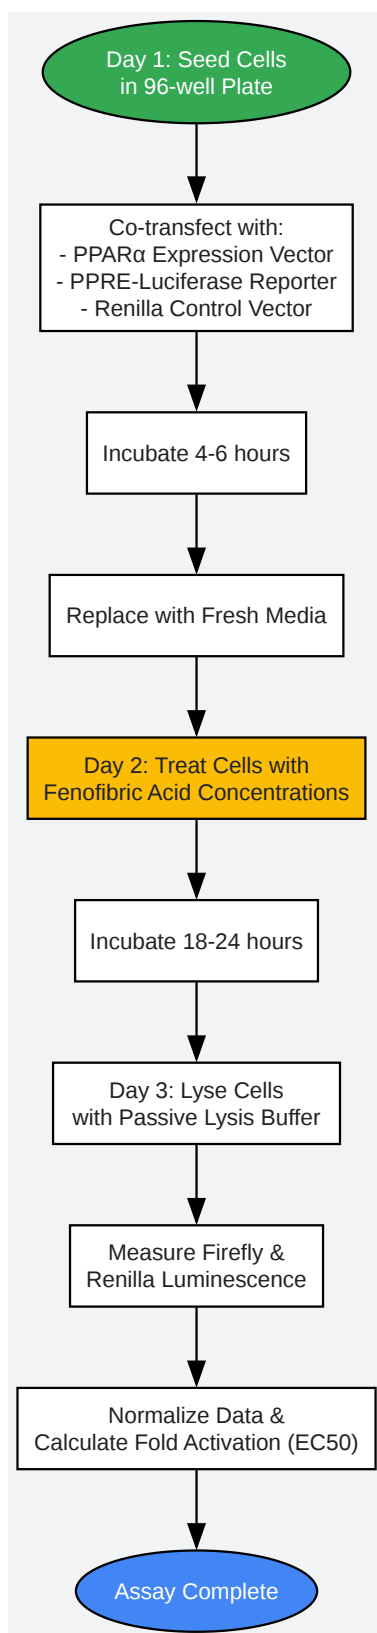 Day 1: Seed Cells
in 96-well Plate
Co-transfect with:
- PPARα Expression Vector
- PPRE-Luciferase Reporter
- Renilla Control Vector
Incubate 4-6 hours
Replace with Fresh Media
Day 2: Treat Cells with
Fenofibric Acid Concentrations
Incubate 18-24 hours
Day 3: Lyse Cells
with Passive Lysis Buffer
Measure Firefly &
Renilla Luminescence
Normalize Data &
Calculate Fold Activation (EC50)
Assay Complete